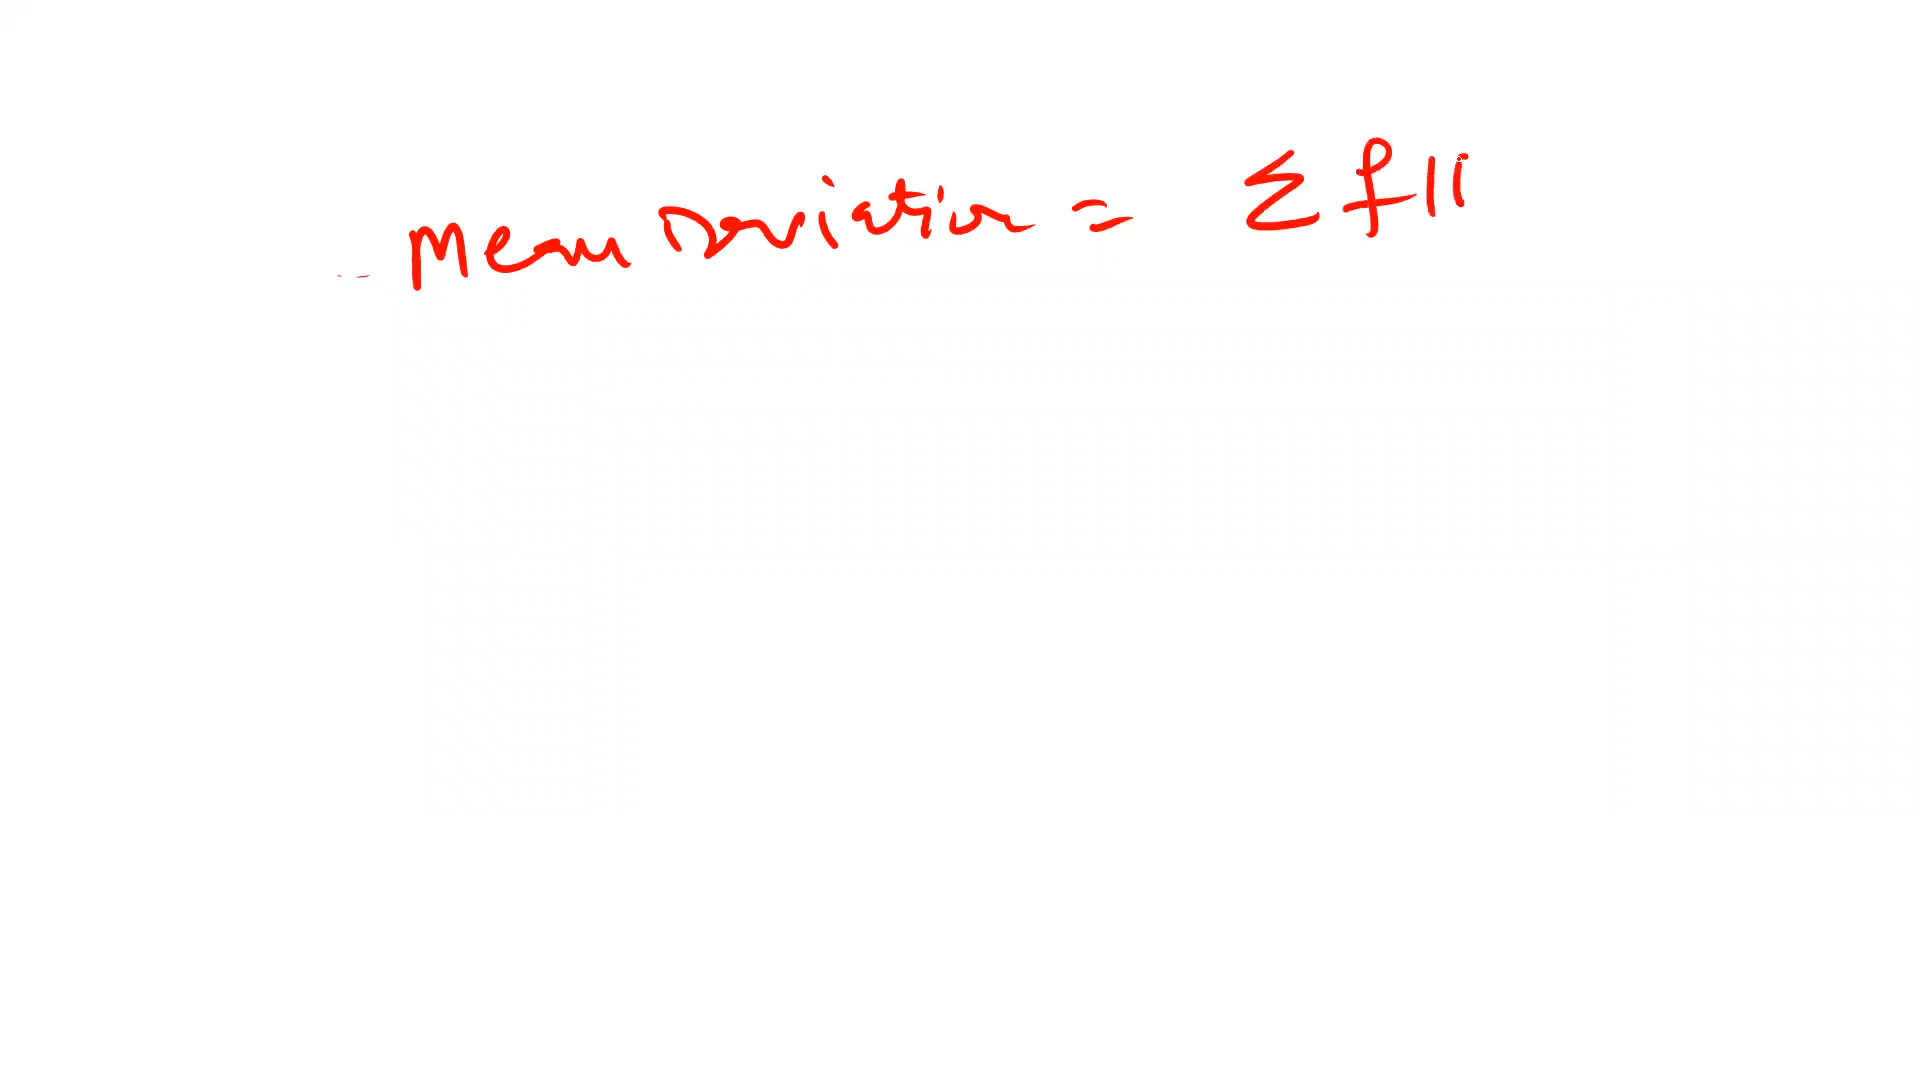 Mean Deviation = Σf||